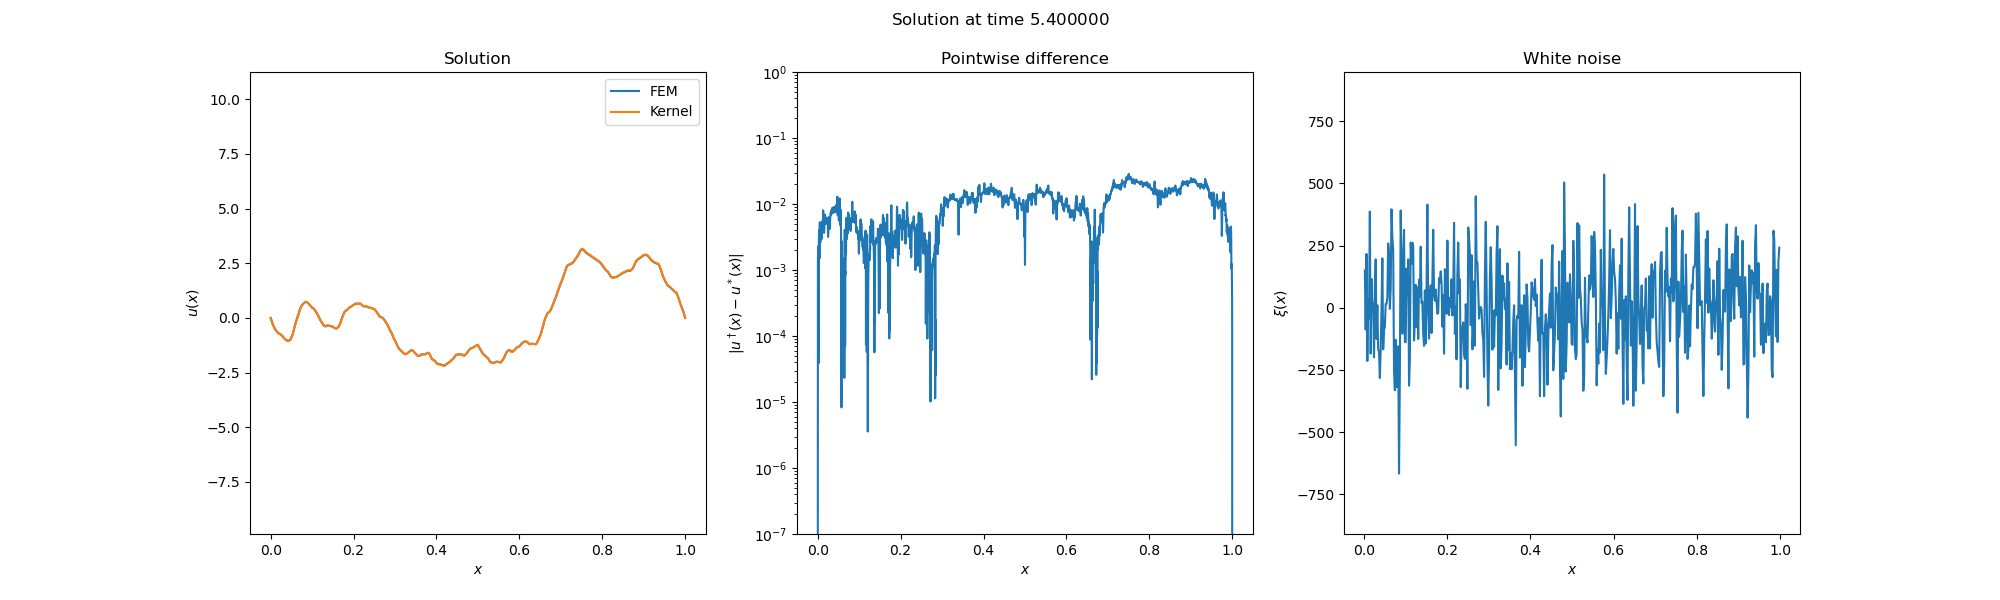 Solution at time 5.400000
Solution
10.0
7.5
5.0
2.5
0.0
−2.5
−5.0
−7.5
u(x)
0.0 0.2 0.4 0.6 0.8 1.0
x
FEM
Kernel
Pointwise difference
10⁰
10⁻¹
10⁻²
10⁻³
10⁻⁴
10⁻⁵
10⁻⁶
10⁻⁷
|u†(x) − u*(x)|
0.0 0.2 0.4 0.6 0.8 1.0
x
White noise
750
500
250
0
−250
−500
−750
ξ(x)
0.0 0.2 0.4 0.6 0.8 1.0
x